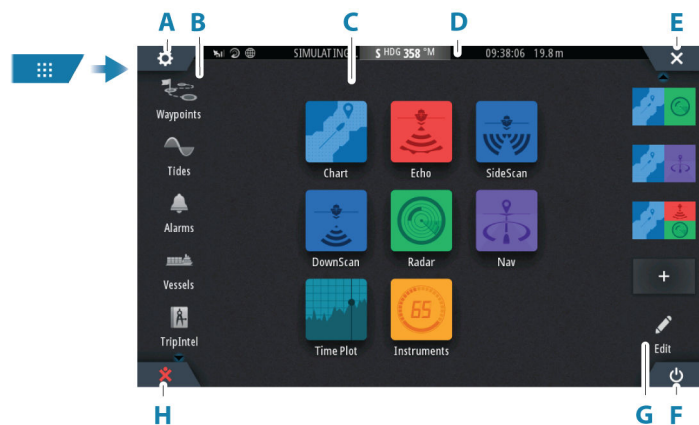 A B C D E
SIMULATING... S HDG 358 °M 09:38:06 19.8 m
Waypoints
Tides
Alarms
Vessels
TripIntel
Chart Echo SideScan
DownScan Radar Nav
65
Time Plot Instruments
+
Edit
H G F